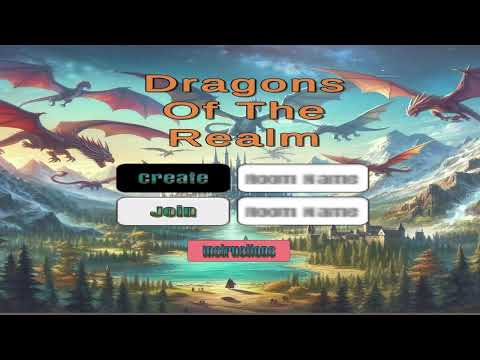 Dragons
Of The
Realm
Create Room Name
Join Room Name
Instructions